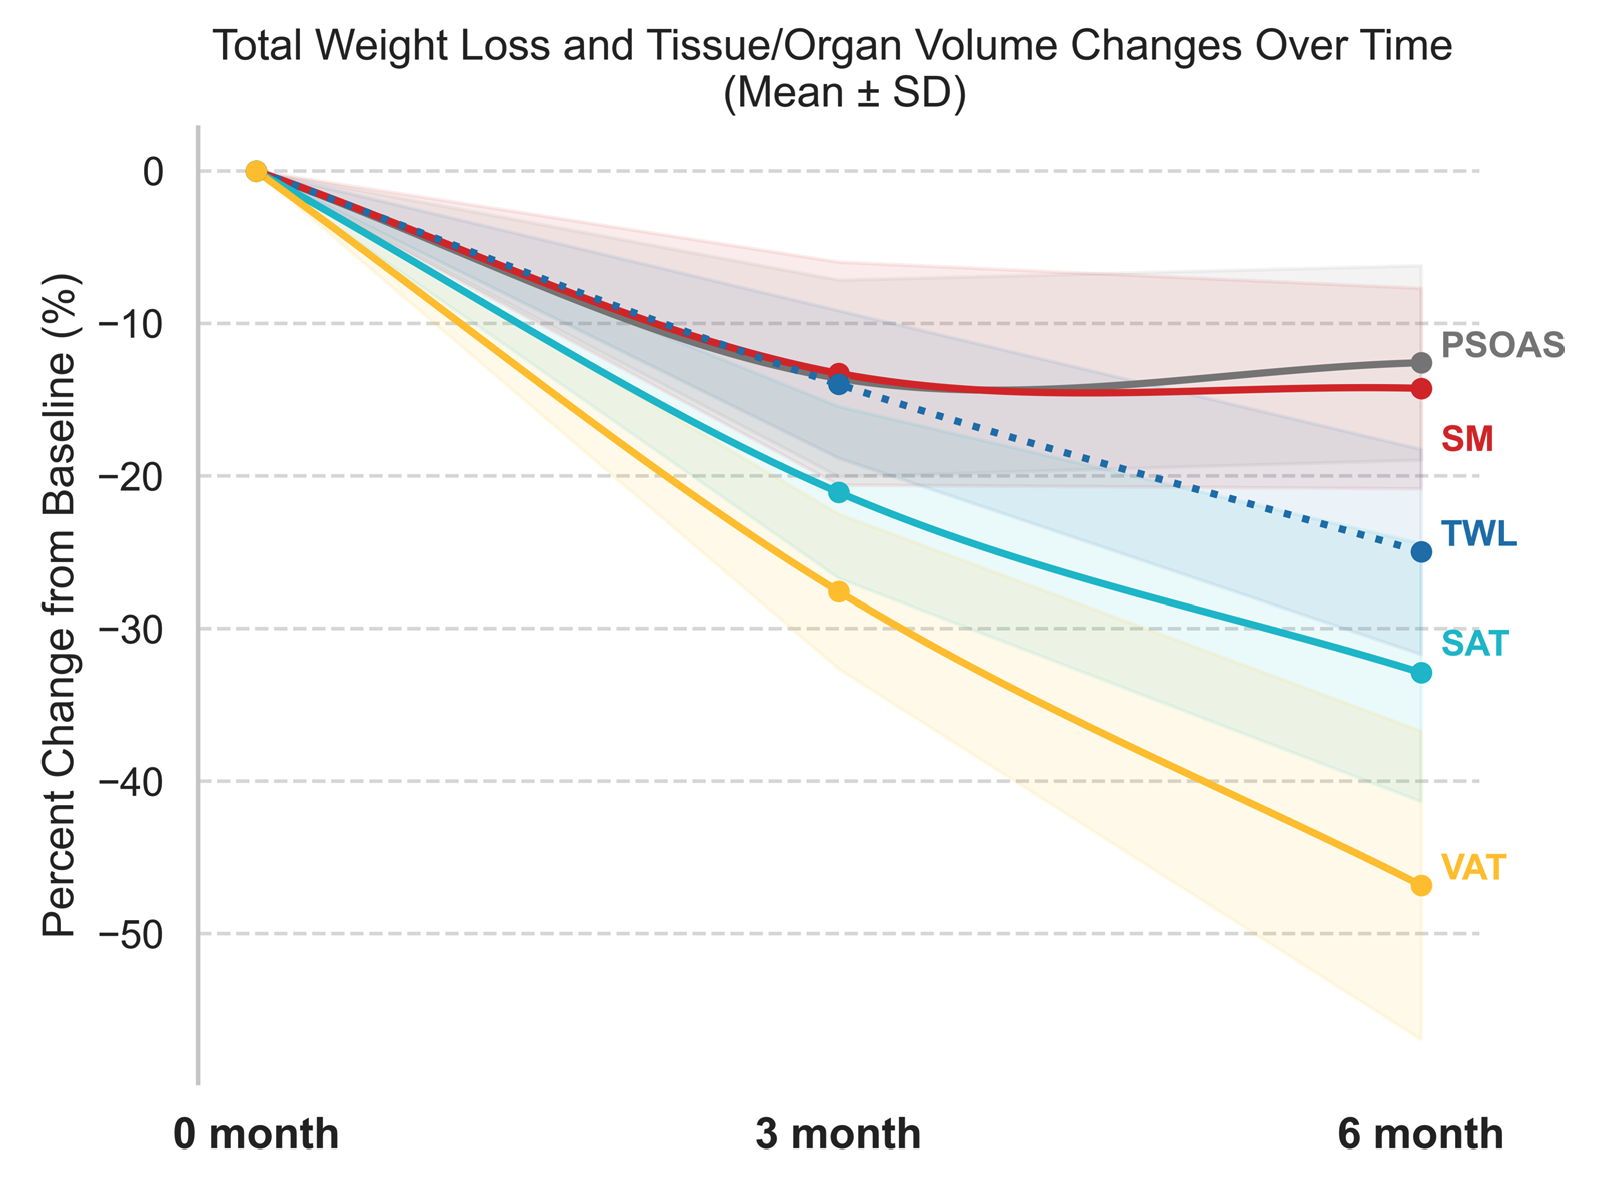 Total Weight Loss and Tissue/Organ Volume Changes Over Time
(Mean ± SD)
Percent Change from Baseline (%)
0
−10
−20
−30
−40
−50
PSOAS
SM
TWL
SAT
VAT
0 month
3 month
6 month